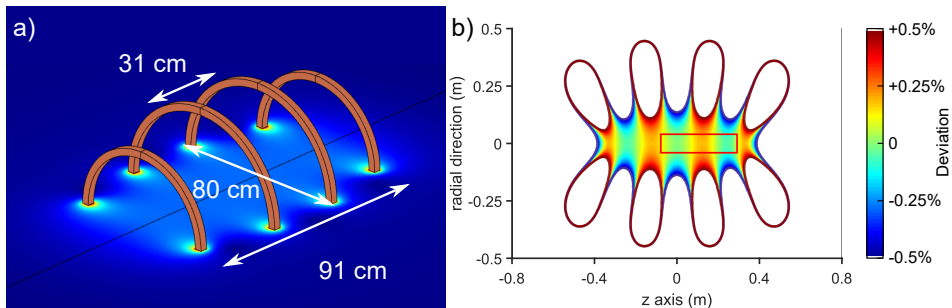 a)
31 cm
80 cm
91 cm
b)
radial direction (m)
0.5
0.25
0
-0.25
-0.5
-0.8
-0.4
0
0.4
0.8
z axis (m)
+0.5%
+0.25%
0
-0.25%
-0.5%
Deviation